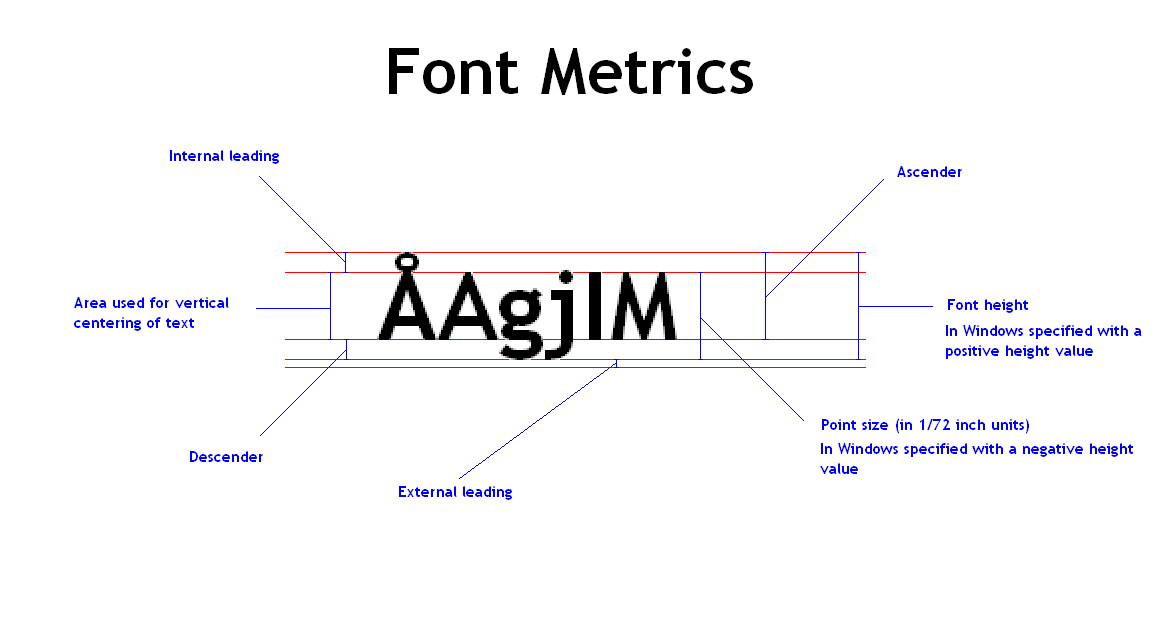 Font Metrics
Internal leading
Ascender
ÅAgjIM
Area used for vertical
centering of text
Font height
In Windows specified with a
positive height value
Descender
Point size (in 1/72 inch units)
In Windows specified with a negative height
value
External leading